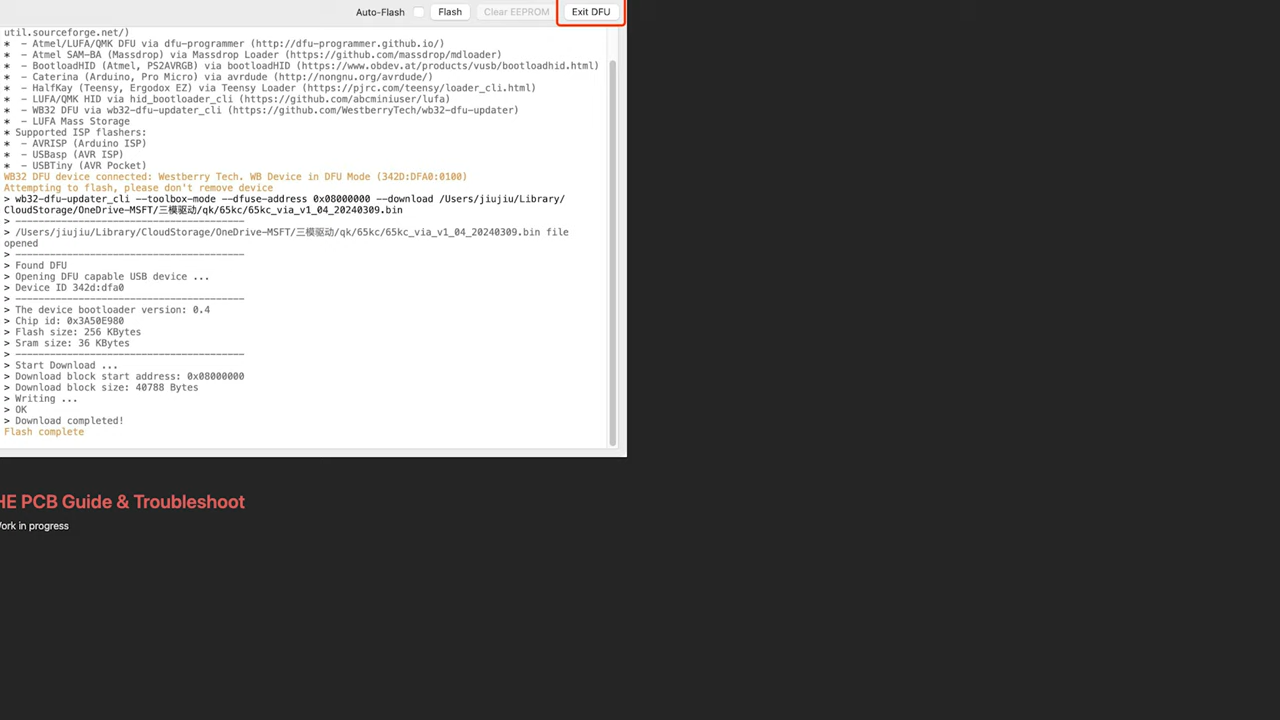 Auto-Flash Flash Clear EEPROM Exit DFU
util.sourceforge.net/)
*  - Atmel/LUFA/QMK DFU via dfu-programmer (http://dfu-programmer.github.io/)
*  - Atmel SAM-BA (Massdrop) via Massdrop Loader (https://github.com/massdrop/mdloader)
*  - BootloadHID (Atmel, PS2AVRGB) via bootloadHID (https://www.obdev.at/products/vusb/bootloadhid.html)
*  - Caterina (Arduino, Pro Micro) via avrdude (http://nongnu.org/avrdude/)
*  - HalfKay (Teensy, Ergodox EZ) via Teensy Loader (https://pjrc.com/teensy/loader_cli.html)
*  - LUFA/QMK HID via hid_bootloader_cli (https://github.com/abcminiuser/lufa)
*  - WB32 DFU via wb32-dfu-updater_cli (https://github.com/WestberryTech/wb32-dfu-updater)
*  - LUFA Mass Storage
* Supported ISP flashers:
*  - AVRISP (Arduino ISP)
*  - USBasp (AVR ISP)
*  - USBTiny (AVR Pocket)
WB32 DFU device connected: Westberry Tech. WB Device in DFU Mode (342D:DFA0:0100)
Attempting to flash, please don't remove device
> wb32-dfu-updater_cli --toolbox-mode --dfuse-address 0x08000000 --download /Users/jiujiu/Library/
CloudStorage/OneDrive-MSFT/三模驱动/qk/65kc/65kc_via_v1_04_20240309.bin
> -----------------------------------------
> /Users/jiujiu/Library/CloudStorage/OneDrive-MSFT/三模驱动/qk/65kc/65kc_via_v1_04_20240309.bin file
opened
> -----------------------------------------
> Found DFU
> Opening DFU capable USB device ...
> Device ID 342d:dfa0
> -----------------------------------------
> The device bootloader version: 0.4
> Chip id: 0x3A50E980
> Flash size: 256 KBytes
> Sram size: 36 KBytes
> -----------------------------------------
> Start Download ...
> Download block start address: 0x08000000
> Download block size: 40788 Bytes
> Writing ...
> OK
> Download completed!
Flash complete
HE PCB Guide & Troubleshoot
Work in progress